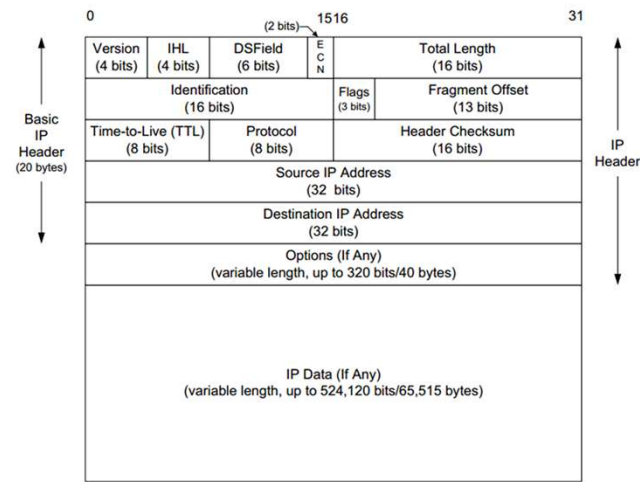 0 1516 31
(2 bits)
Version
(4 bits)
IHL
(4 bits)
DSField
(6 bits)
E
C
N
Total Length
(16 bits)
Identification
(16 bits)
Flags
(3 bits)
Fragment Offset
(13 bits)
Basic
IP
Header
(20 bytes)
Time-to-Live (TTL)
(8 bits)
Protocol
(8 bits)
Header Checksum
(16 bits)
IP
Header
Source IP Address
(32 bits)
Destination IP Address
(32 bits)
Options (If Any)
(variable length, up to 320 bits/40 bytes)
IP Data (If Any)
(variable length, up to 524,120 bits/65,515 bytes)